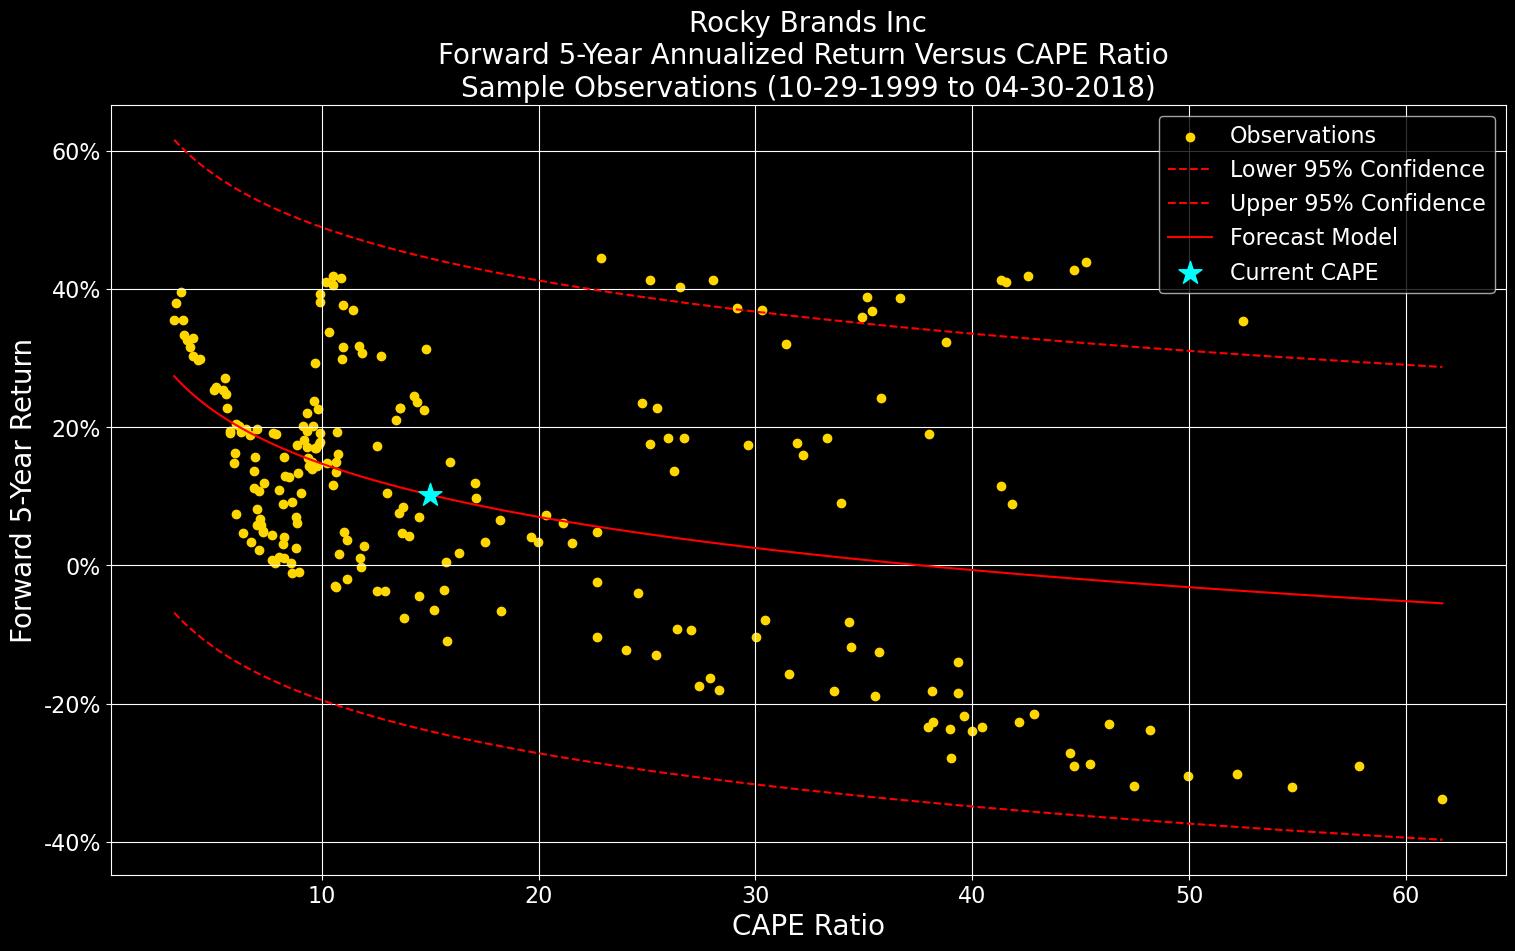 Rocky Brands Inc
Forward 5-Year Annualized Return Versus CAPE Ratio
Sample Observations (10-29-1999 to 04-30-2018)
Observations
Lower 95% Confidence
Upper 95% Confidence
Forecast Model
Current CAPE
Forward 5-Year Return
60%
40%
20%
0%
-20%
-40%
10 20 30 40 50 60
CAPE Ratio